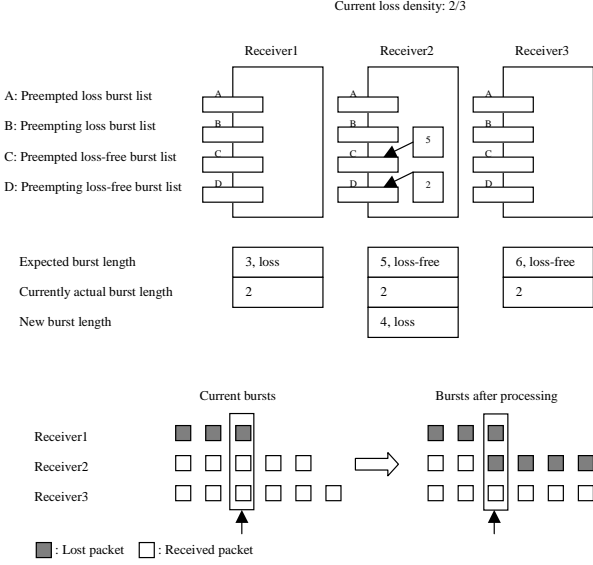 Current loss density: 2/3
Receiver1 Receiver2 Receiver3
A: Preempted loss burst list
B: Preempting loss burst list
C: Preempted loss-free burst list
D: Preempting loss-free burst list
A A A
B B B
C C C
D D D
5
2
Expected burst length 3, loss 5, loss-free 6, loss-free
Currently actual burst length 2 2 2
New burst length 4, loss
Current bursts Bursts after processing
Receiver1
Receiver2
Receiver3
: Lost packet : Received packet